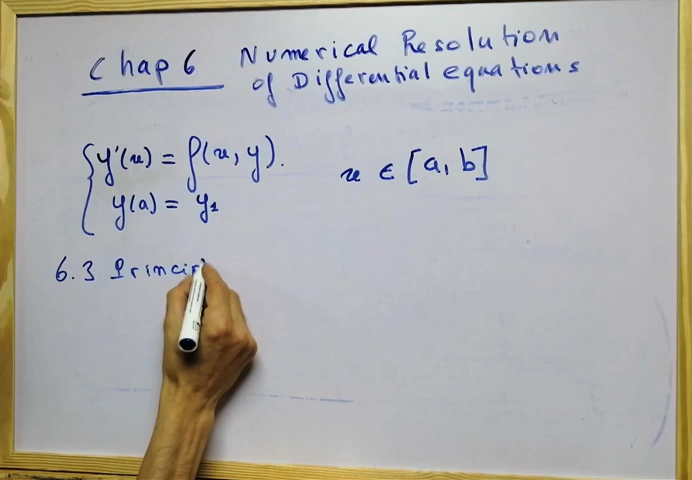 Chap 6 Numerical Resolution
of Differential equations
{ y'(x) = f(x, y). x ∈ [a, b]
y(a) = y1
6.3 Princip